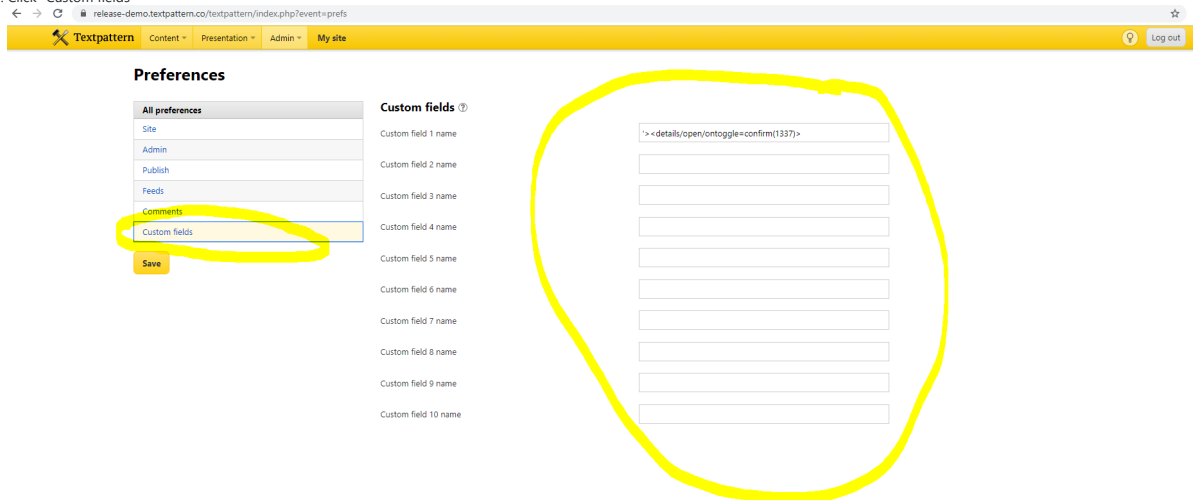 . Click "Custom fields"
release-demo.textpattern.co/textpattern/index.php?event=prefs
Textpattern Content Presentation Admin My site Log out
Preferences
All preferences
Site
Admin
Publish
Feeds
Comments
Custom fields
Save
Custom fields ?
Custom field 1 name '><details/open/ontoggle=confirm(1337)>
Custom field 2 name
Custom field 3 name
Custom field 4 name
Custom field 5 name
Custom field 6 name
Custom field 7 name
Custom field 8 name
Custom field 9 name
Custom field 10 name